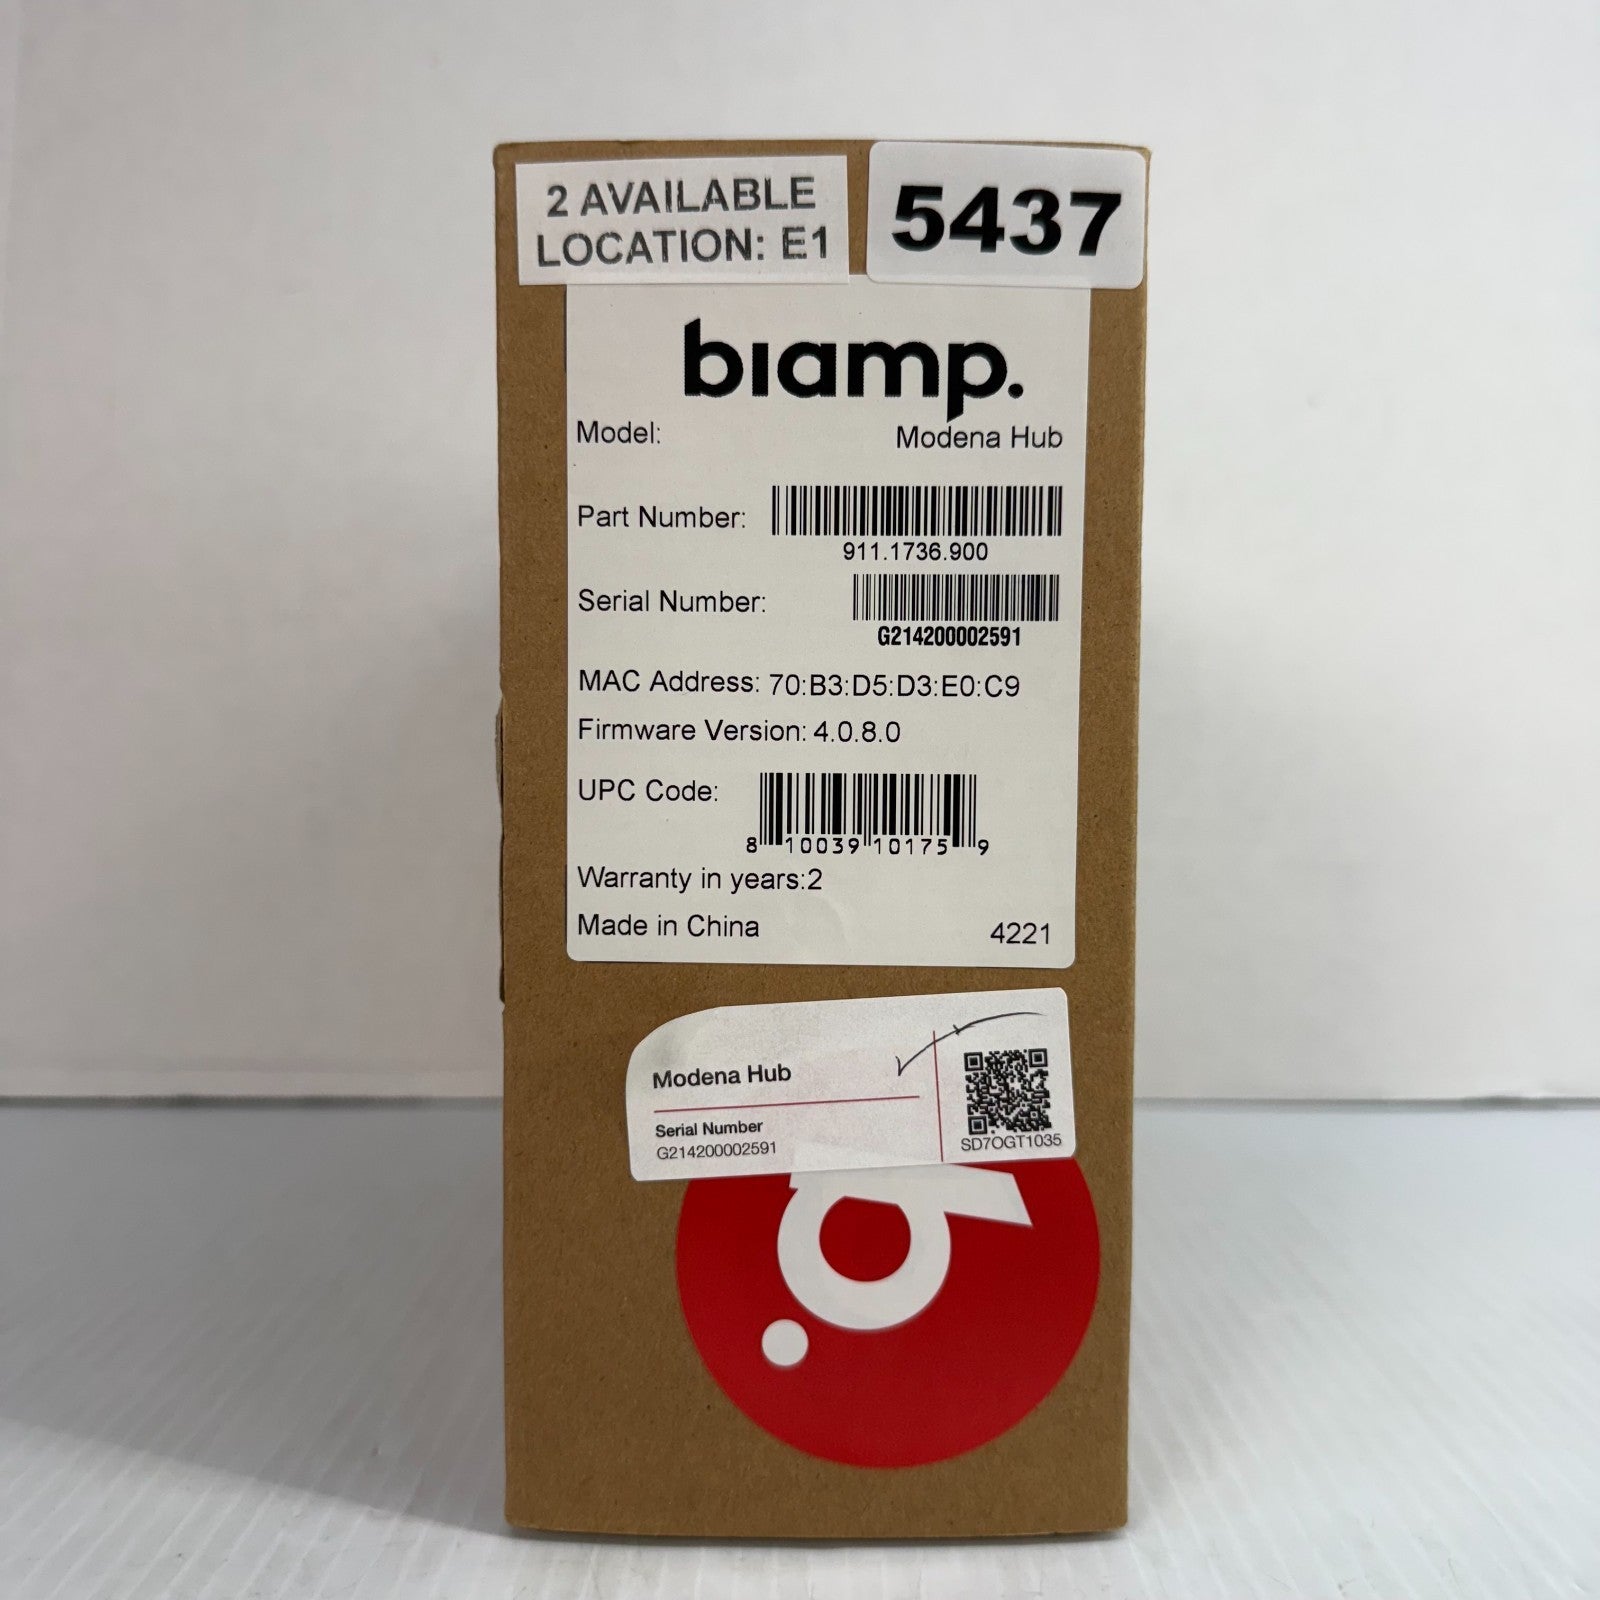 2 AVAILABLE
LOCATION: E1
5437
biamp.
Model: Modena Hub
Part Number:
911.1736.900
Serial Number:
G214200002591
MAC Address: 70:B3:D5:D3:E0:C9
Firmware Version: 4.0.8.0
UPC Code:
8 10039 10175 9
Warranty in years:2
Made in China 4221
Modena Hub
Serial Number
G214200002591
SD7OGT1035
b.